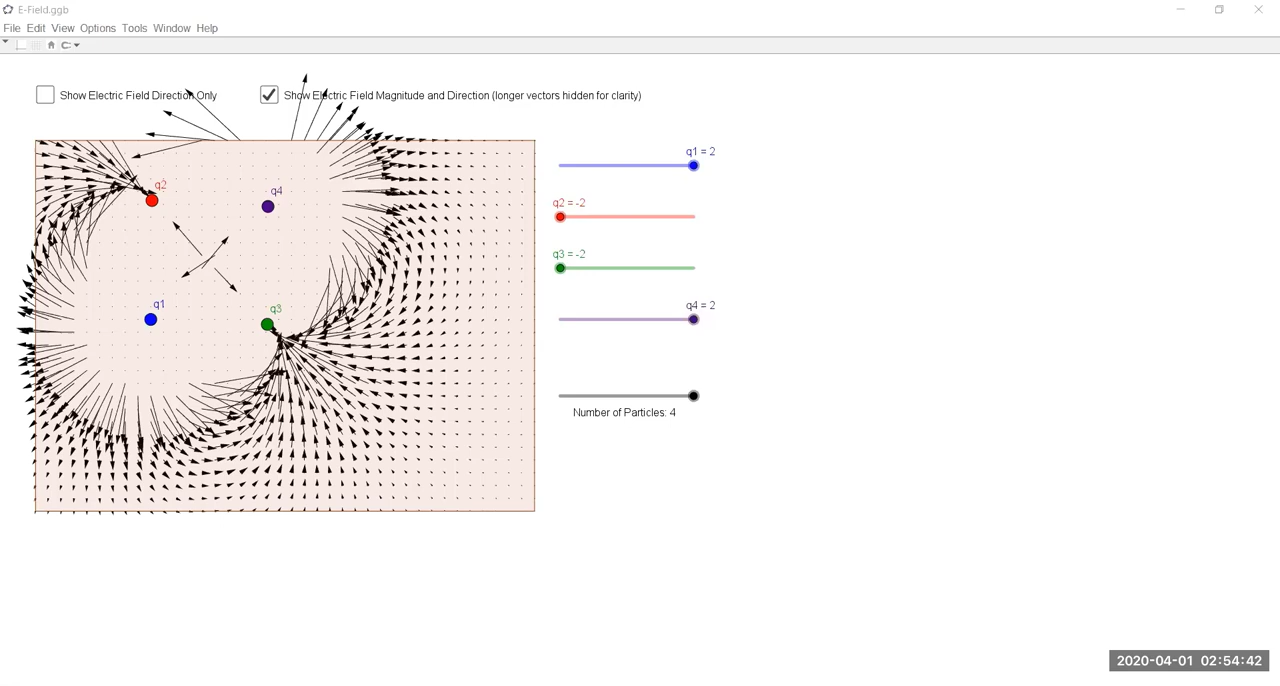 E-Field.ggb
File Edit View Options Tools Window Help
Show Electric Field Direction Only
Show Electric Field Magnitude and Direction (longer vectors hidden for clarity)
q1 = 2
q2
q4
q2 = -2
q3 = -2
q1
q3
q4 = 2
Number of Particles: 4
2020-04-01 02:54:42